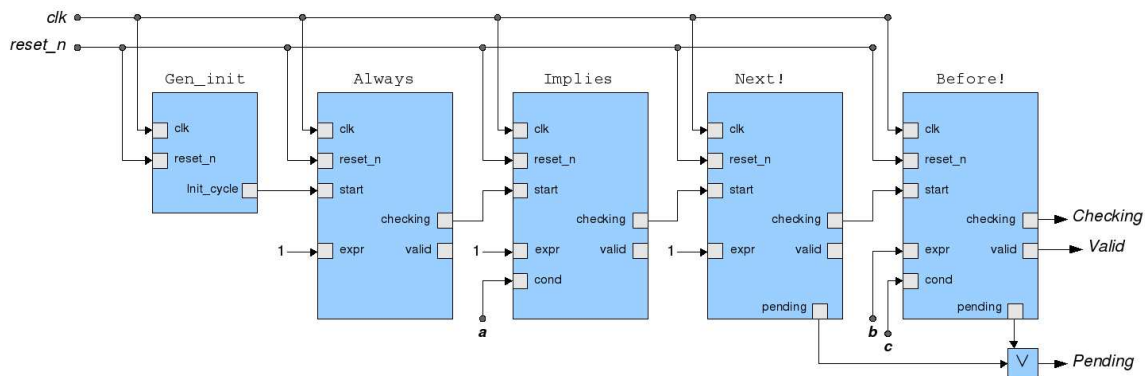 clk
reset_n
Gen_init Always Implies Next! Before!
clk clk clk clk clk
reset_n reset_n reset_n reset_n reset_n
Init_cycle start start start start
checking checking checking checking Checking
1 expr valid 1 expr valid 1 expr valid expr valid Valid
cond cond
pending pending
a b c
V Pending